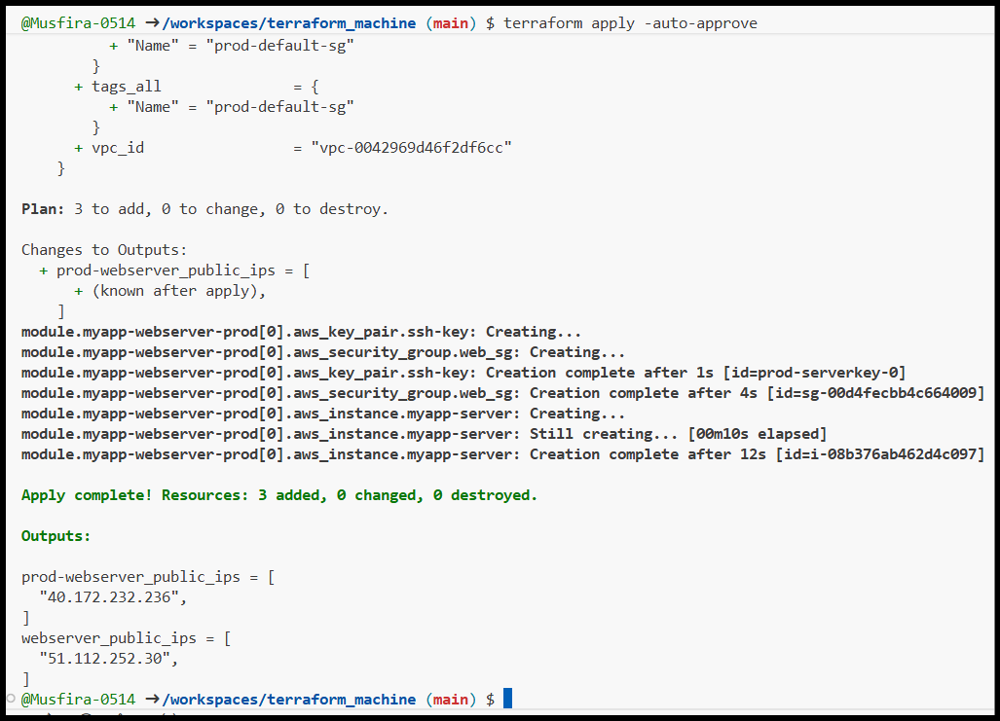 @Musfira-0514 → /workspaces/terraform_machine (main) $ terraform apply -auto-approve
          + "Name" = "prod-default-sg"
        }
      + tags_all               = {
          + "Name" = "prod-default-sg"
        }
      + vpc_id                 = "vpc-0042969d46f2df6cc"
    }

Plan: 3 to add, 0 to change, 0 to destroy.

Changes to Outputs:
  + prod-webserver_public_ips = [
      + (known after apply),
    ]
module.myapp-webserver-prod[0].aws_key_pair.ssh-key: Creating...
module.myapp-webserver-prod[0].aws_security_group.web_sg: Creating...
module.myapp-webserver-prod[0].aws_key_pair.ssh-key: Creation complete after 1s [id=prod-serverkey-0]
module.myapp-webserver-prod[0].aws_security_group.web_sg: Creation complete after 4s [id=sg-00d4fecbb4c664009]
module.myapp-webserver-prod[0].aws_instance.myapp-server: Creating...
module.myapp-webserver-prod[0].aws_instance.myapp-server: Still creating... [00m10s elapsed]
module.myapp-webserver-prod[0].aws_instance.myapp-server: Creation complete after 12s [id=i-08b376ab462d4c097]

Apply complete! Resources: 3 added, 0 changed, 0 destroyed.

Outputs:

prod-webserver_public_ips = [
  "40.172.232.236",
]
webserver_public_ips = [
  "51.112.252.30",
]
@Musfira-0514 → /workspaces/terraform_machine (main) $